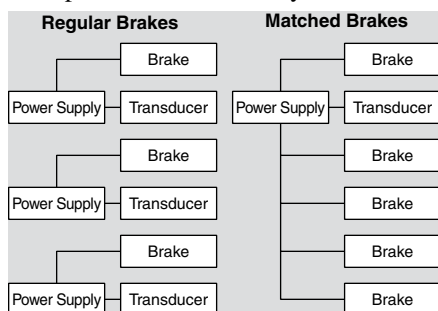 Regular Brakes
Brake
Power Supply
Transducer
Brake
Power Supply
Transducer
Brake
Power Supply
Transducer
Matched Brakes
Brake
Power Supply
Transducer
Brake
Brake
Brake
Brake